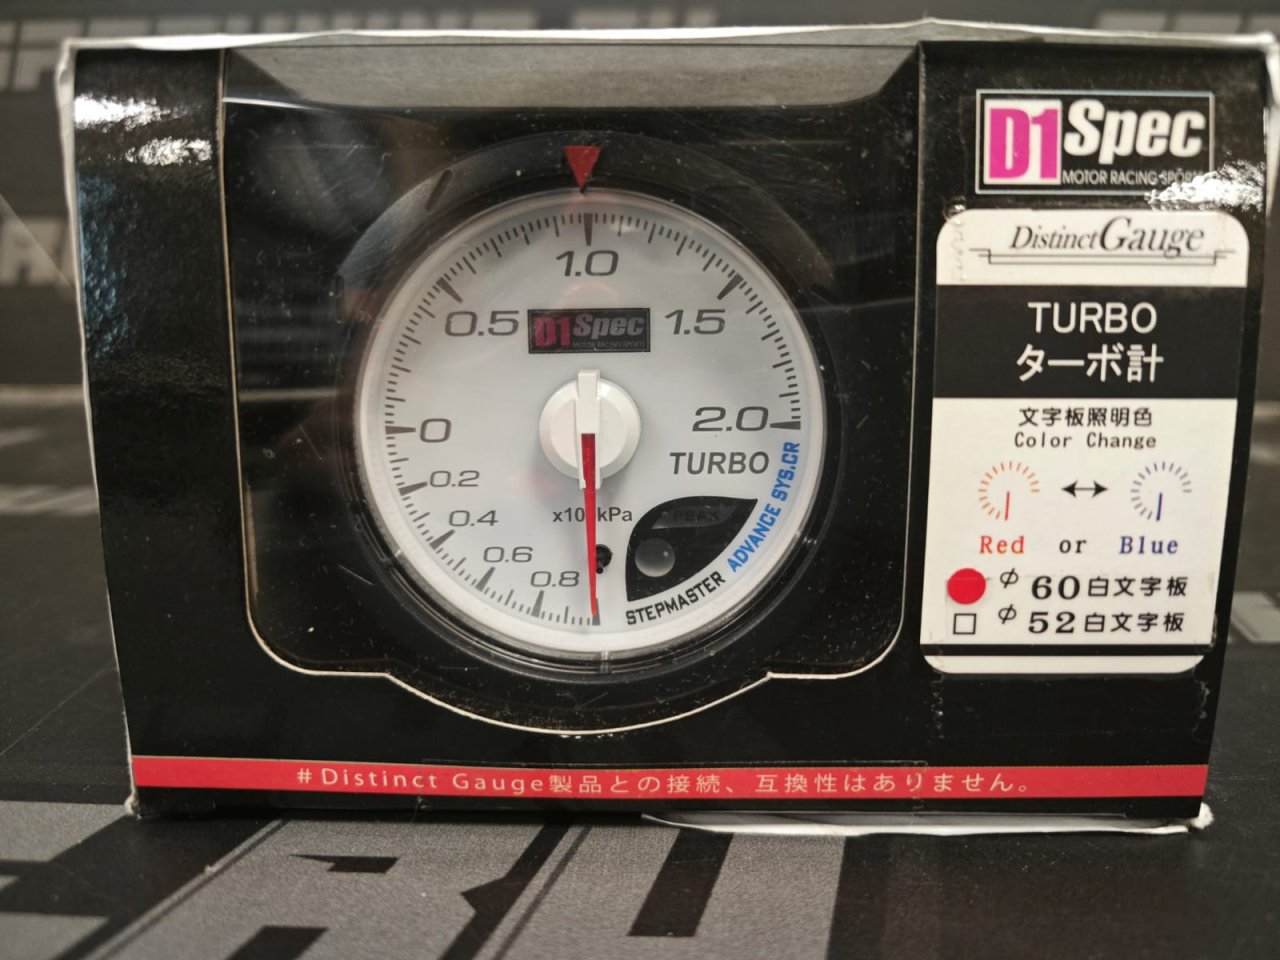 D1 Spec
MOTOR RACING SPORTS
Distinct Gauge
TURBO
ターボ計
文字板照明色
Color Change
Red or Blue
φ 60白文字板
φ 52白文字板
1.0
0.5
D1 Spec
MOTOR RACING SPORTS
1.5
0
2.0
TURBO
0.2
0.4
0.6
0.8
PEAK
STEPMASTER ADVANCE SYS.CR
#Distinct Gauge製品との接続、互換性はありません。